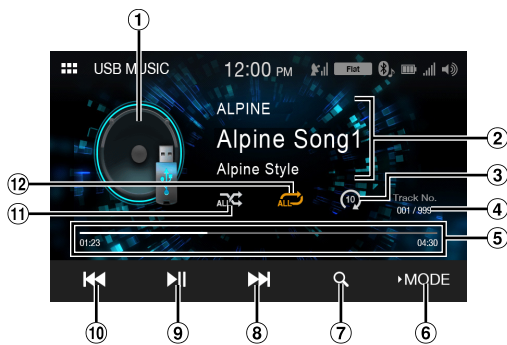 1
USB MUSIC 12:00 PM Flat
ALPINE
Alpine Song1
2
Alpine Style
12
ALL ALL 10
3
11
Track No.
001 / 999
4
01:23 04:30
5
▸MODE
10 9 8 7 6